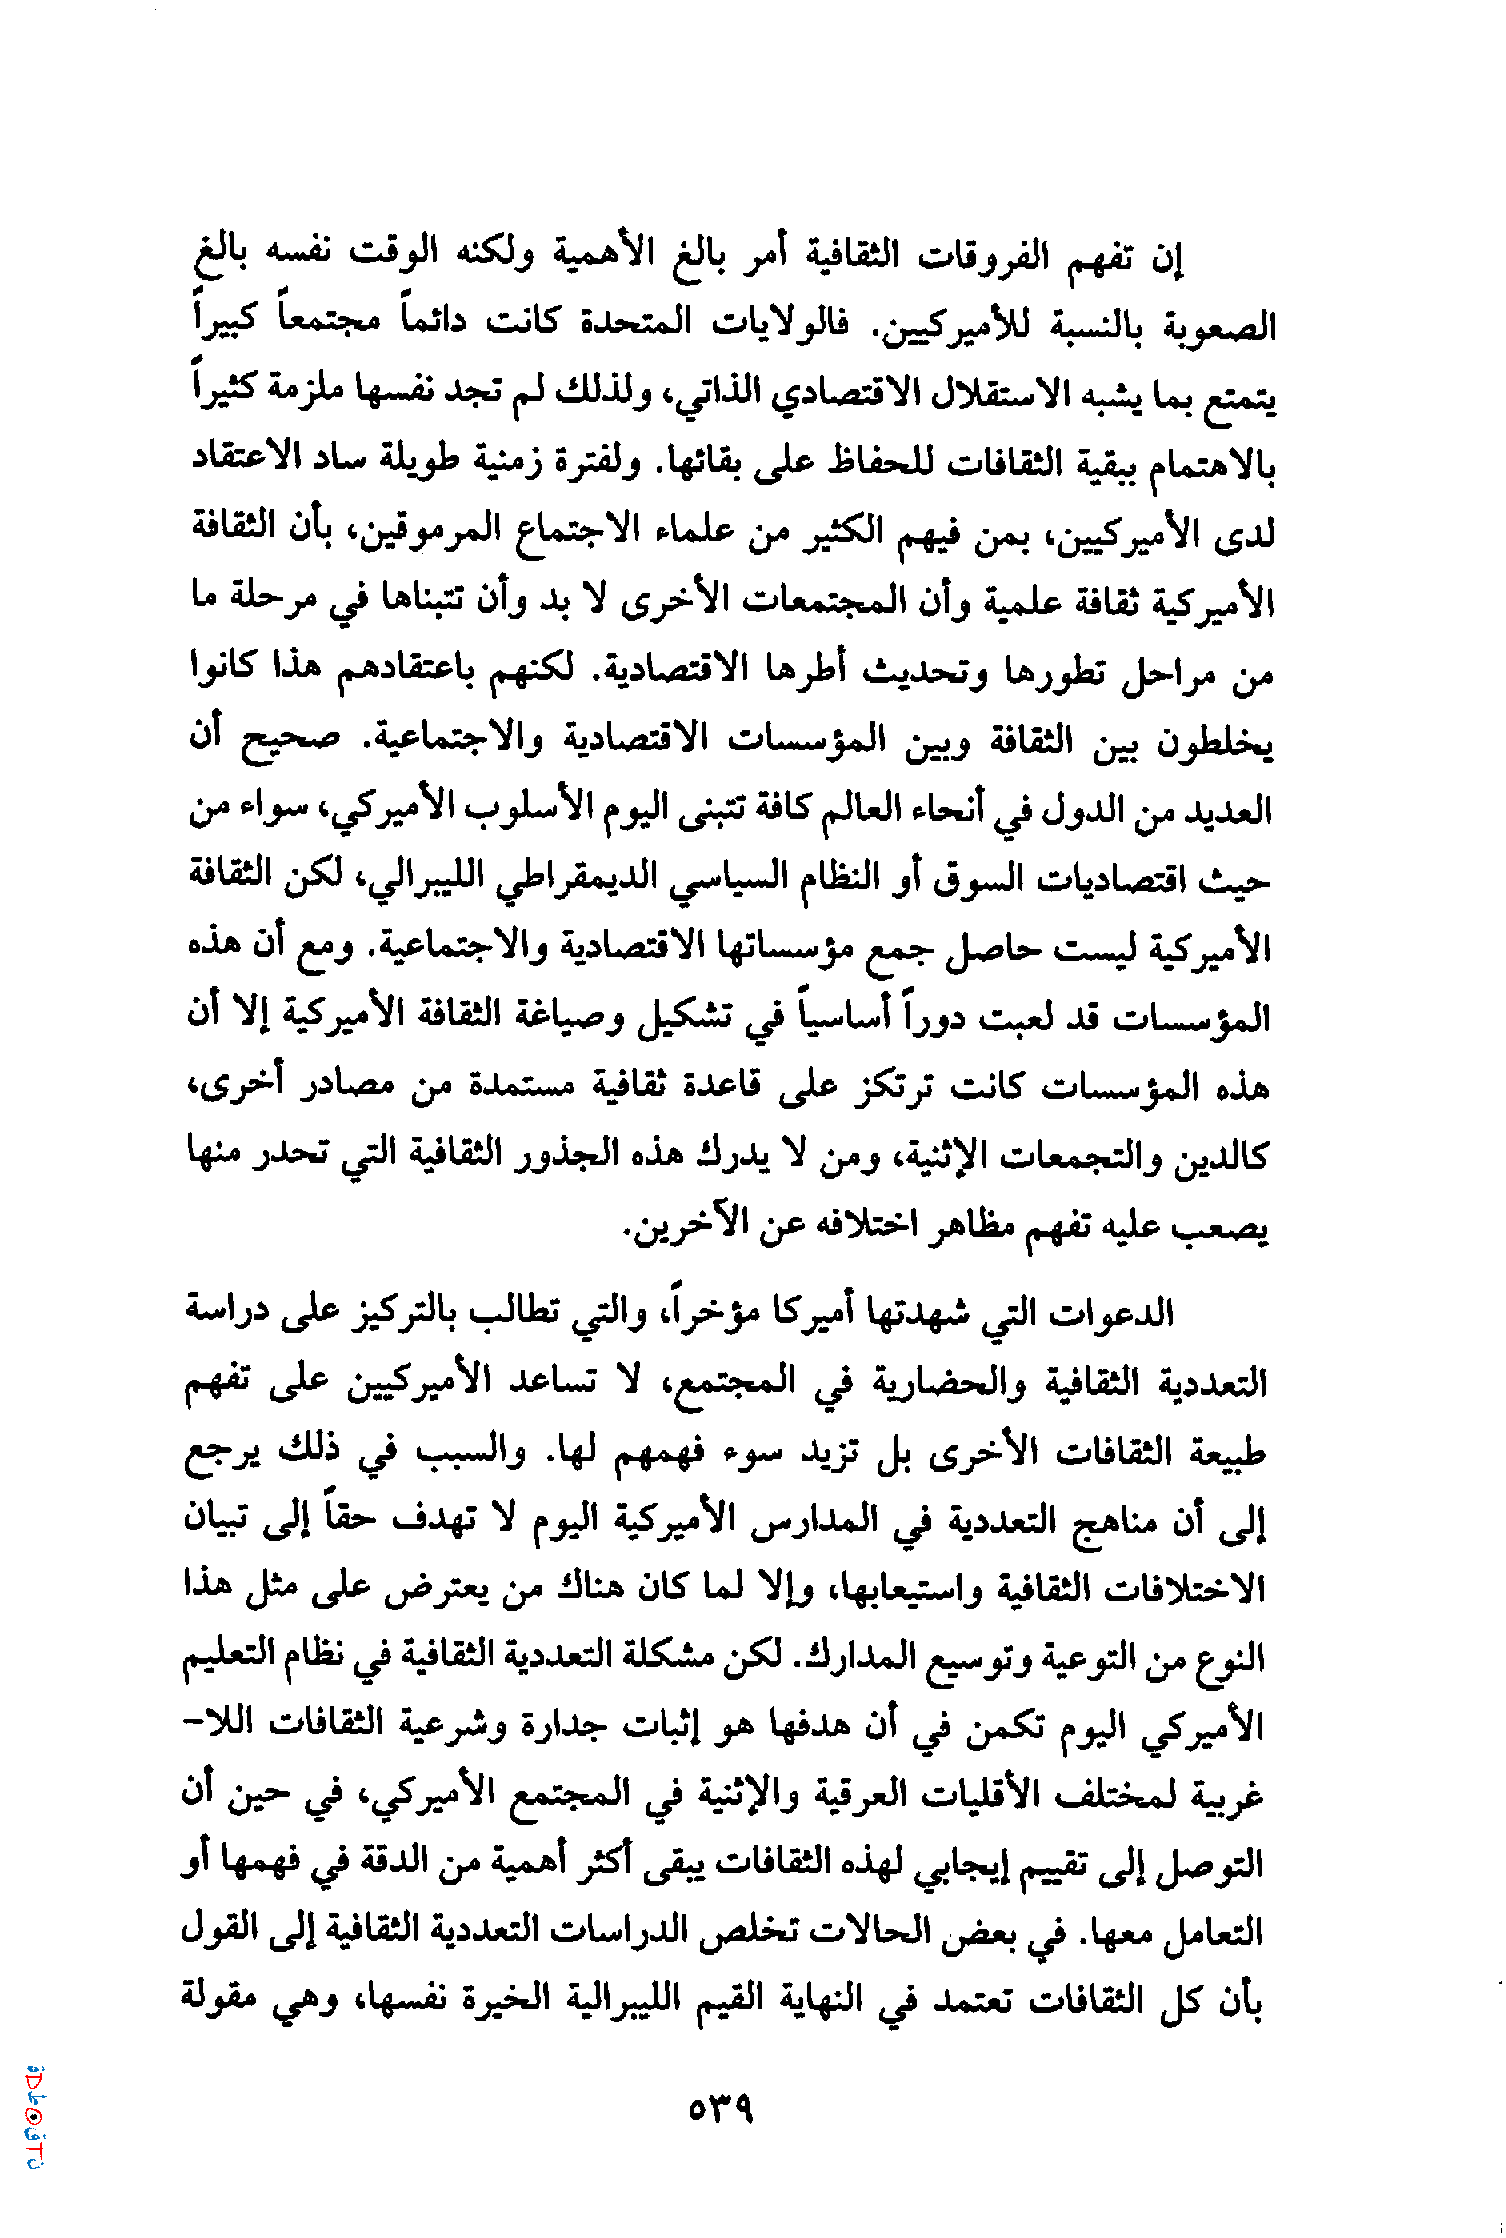 إن تفهم الفروقات الثقافية أمر بالغ الأهمية ولكنه الوقت نفسه بالغ
الصعوبة بالنسبة للأميركيين. فالولايات المتحدة كانت دائماً مجتمعاً كبيراً
يتمتع بما يشبه الاستقلال الاقتصادي الذاتي، ولذلك لم تجد نفسها ملزمة كثيراً
بالاهتمام ببقية الثقافات للحفاظ على بقائها. ولفترة زمنية طويلة ساد الاعتقاد
لدى الأميركيين، بمن فيهم الكثير من علماء الاجتماع المرموقين، بأن الثقافة
الأميركية ثقافة علمية وأن المجتمعات الأخرى لا بد وأن تتبناها في مرحلة ما
من مراحل تطورها وتحديث أطرها الاقتصادية. لكنهم باعتقادهم هذا كانوا
يخلطون بين الثقافة وبين المؤسسات الاقتصادية والاجتماعية. صحيح أن
العديد من الدول في أنحاء العالم كافة تتبنى اليوم الأسلوب الأميركي، سواء من
حيث اقتصاديات السوق أو النظام السياسي الديمقراطي الليبرالي، لكن الثقافة
الأميركية ليست حاصل جمع مؤسساتها الاقتصادية والاجتماعية. ومع أن هذه
المؤسسات قد لعبت دوراً أساسياً في تشكيل وصياغة الثقافة الأميركية إلا أن
هذه المؤسسات كانت ترتكز على قاعدة ثقافية مستمدة من مصادر أخرى،
كالدين والتجمعات الإثنية، ومن لا يدرك هذه الجذور الثقافية التي تحدر منها
يصعب عليه تفهم مظاهر اختلافه عن الآخرين.
الدعوات التي شهدتها أميركا مؤخراً، والتي تطالب بالتركيز على دراسة
التعددية الثقافية والحضارية في المجتمع، لا تساعد الأميركيين على تفهم
طبيعة الثقافات الأخرى بل تزيد سوء فهمهم لها. والسبب في ذلك يرجع
إلى أن مناهج التعددية في المدارس الأميركية اليوم لا تهدف حقاً إلى تبيان
الاختلافات الثقافية واستيعابها، وإلا لما كان هناك من يعترض على مثل هذا
النوع من التوعية وتوسيع المدارك. لكن مشكلة التعددية الثقافية في نظام التعليم
الأميركي اليوم تكمن في أن هدفها هو إثبات جدارة وشرعية الثقافات اللا-
غربية لمختلف الأقليات العرقية والإثنية في المجتمع الأميركي، في حين أن
التوصل إلى تقييم إيجابي لهذه الثقافات يبقى أكثر أهمية من الدقة في فهمها أو
التعامل معها. في بعض الحالات تخلص الدراسات التعددية الثقافية إلى القول
بأن كل الثقافات تعتمد في النهاية القيم الليبرالية الخيرة نفسها، وهي مقولة
٥٣٩